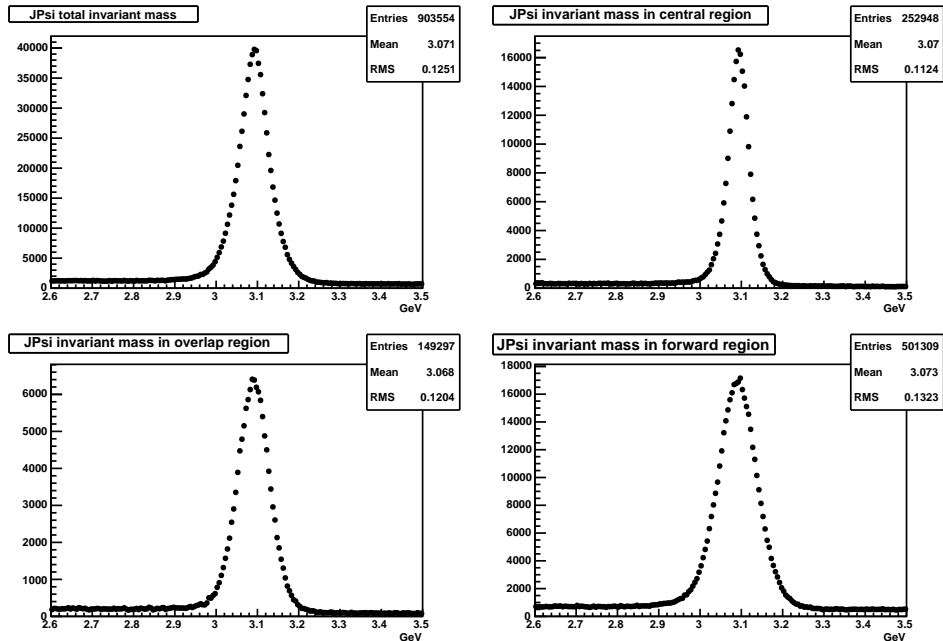 JPsi total invariant mass
Entries 903554
Mean 3.071
RMS 0.1251
40000
35000
30000
25000
20000
15000
10000
5000
0
2.6 2.7 2.8 2.9 3 3.1 3.2 3.3 3.4 3.5
GeV
JPsi invariant mass in central region
Entries 252948
Mean 3.07
RMS 0.1124
16000
14000
12000
10000
8000
6000
4000
2000
0
2.6 2.7 2.8 2.9 3 3.1 3.2 3.3 3.4 3.5
GeV
JPsi invariant mass in overlap region
Entries 149297
Mean 3.068
RMS 0.1204
6000
5000
4000
3000
2000
1000
0
2.6 2.7 2.8 2.9 3 3.1 3.2 3.3 3.4 3.5
GeV
JPsi invariant mass in forward region
Entries 501309
Mean 3.073
RMS 0.1323
18000
16000
14000
12000
10000
8000
6000
4000
2000
0
2.6 2.7 2.8 2.9 3 3.1 3.2 3.3 3.4 3.5
GeV